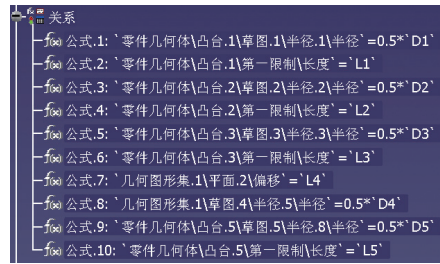 关系
公式.1: `零件几何体\凸台.1\草图.1\半径.1\半径`=0.5*`D1`
公式.2: `零件几何体\凸台.1\第一限制\长度`=`L1`
公式.3: `零件几何体\凸台.2\草图.2\半径.2\半径`=0.5*`D2`
公式.4: `零件几何体\凸台.2\第一限制\长度`=`L2`
公式.5: `零件几何体\凸台.3\草图.3\半径.3\半径`=0.5*`D3`
公式.6: `零件几何体\凸台.3\第一限制\长度`=`L3`
公式.7: `几何图形集.1\平面.2\偏移`=`L4`
公式.8: `几何图形集.1\草图.4\半径.5\半径`=0.5*`D4`
公式.9: `零件几何体\凸台.5\草图.5\半径.8\半径`=0.5*`D5`
公式.10: `零件几何体\凸台.5\第一限制\长度`=`L5`